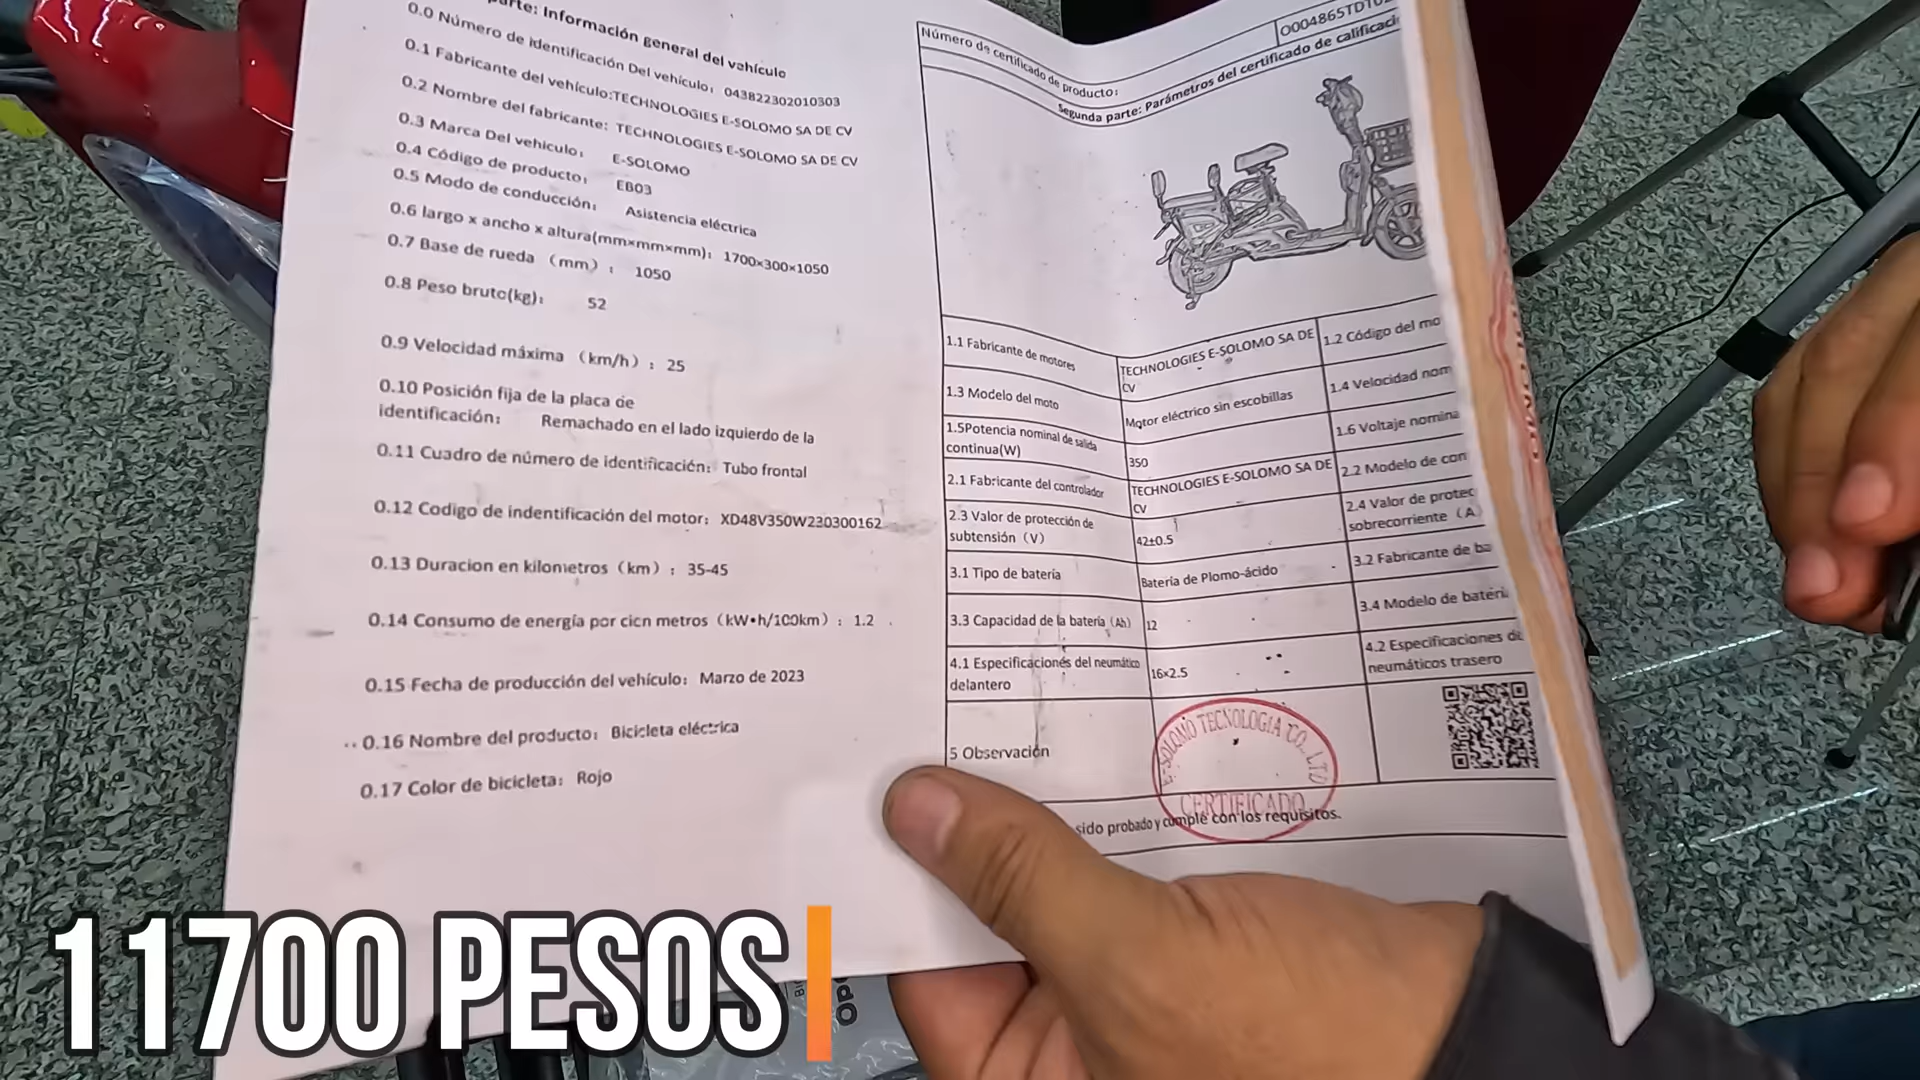 parte: Información general del vahículo
0.0 Número de identificación Del vehículo: 043822302010303
0.1 Fabricante del vehículo:TECHNOLOGIES E-SOLOMO SA DE CV
0.2 Nombre del fabricante: TECHNOLOGIES E-SOLOMO SA DE CV
0.3 Marca Del vehiculo: E-SOLOMO
0.4 Código de producto: EB03
0.5 Modo de conducción: Asistencia eléctrica
0.6 largo x ancho x altura(mm×mm×mm): 1700×300×1050
0.7 Base de rueda (mm): 1050
0.8 Peso bruto(kg): 52
0.9 Velocidad máxima (km/h): 25
0.10 Posición fija de la placa de
identificación: Remachado en el lado izquierdo de la
0.11 Cuadro de número de identificación: Tubo frontal
0.12 Codigo de indentificación del motor: XD48V350W230300162
0.13 Duracion en kilometros (km): 35-45
0.14 Consumo de energía por cien metros (kW•h/100km): 1.2
0.15 Fecha de producción del vehículo: Marzo de 2023
0.16 Nombre del producto: Bicicleta eléctrica
0.17 Color de bicicleta: Rojo
Número de certificado de producto:
Segunda parte: Parámetros del certificado de calificaci
1.1 Fabricante de motores
TECHNOLOGIES E-SOLOMO SA DE
CV
1.2 Código del mo
1.3 Modelo del moto
Motor eléctrico sin escobillas
1.4 Velocidad nom
1.5Potencia nominal de salida
continua(W)
350
1.6 Voltaje nomina
2.1 Fabricante del controlador
TECHNOLOGIES E-SOLOMO SA DE
CV
2.2 Modelo de con
2.3 Valor de protección de
subtensión (V)
42±0.5
2.4 Valor de protec
sobrecorriente (A)
3.1 Tipo de batería
Batería de Plomo-ácido
3.2 Fabricante de ba
3.3 Capacidad de la batería (Ah)
12
3.4 Modelo de baterí
4.1 Especificaciones del neumático
delantero
16×2.5
4.2 Especificaciones de
neumáticos trasero
5 Observación
E-SOLOMO TECNOLOGIA CO., LTD
CERTIFICADO
sido probado y cumple con los requisitos.
11700 PESOS